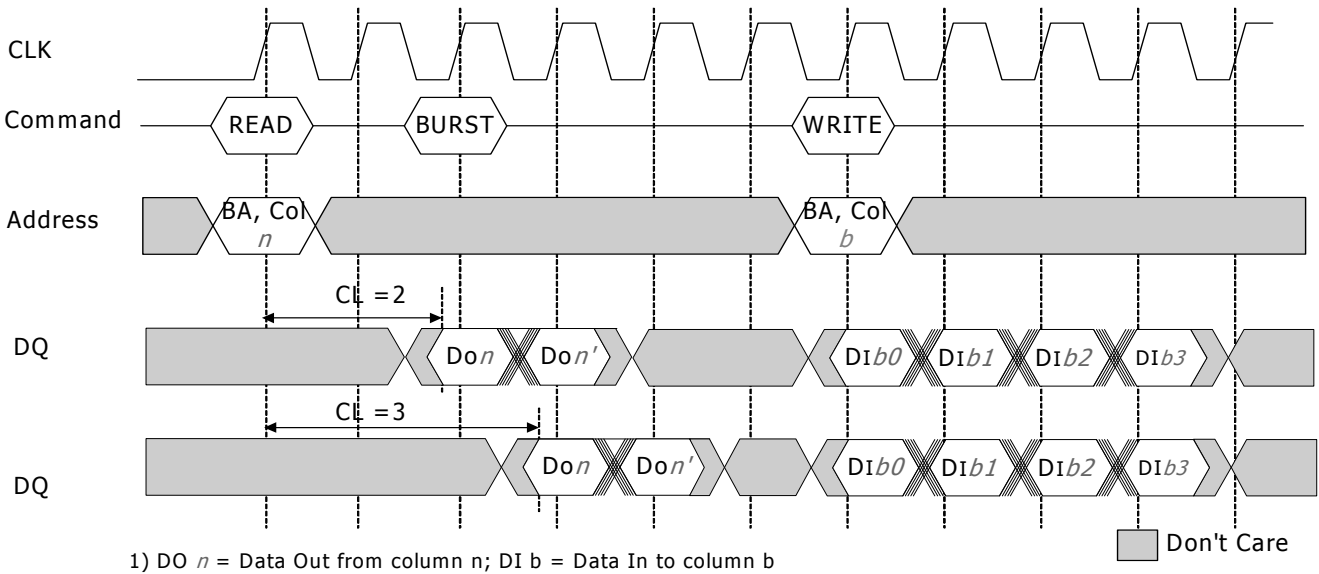 CLK
Command READ BURST WRITE
Address BA, Col n BA, Col b
CL =2
DQ Don Don' DIb0 DIb1 DIb2 DIb3
CL =3
DQ Don Don' DIb0 DIb1 DIb2 DIb3
Don't Care
1) DO n = Data Out from column n; DI b = Data In to column b